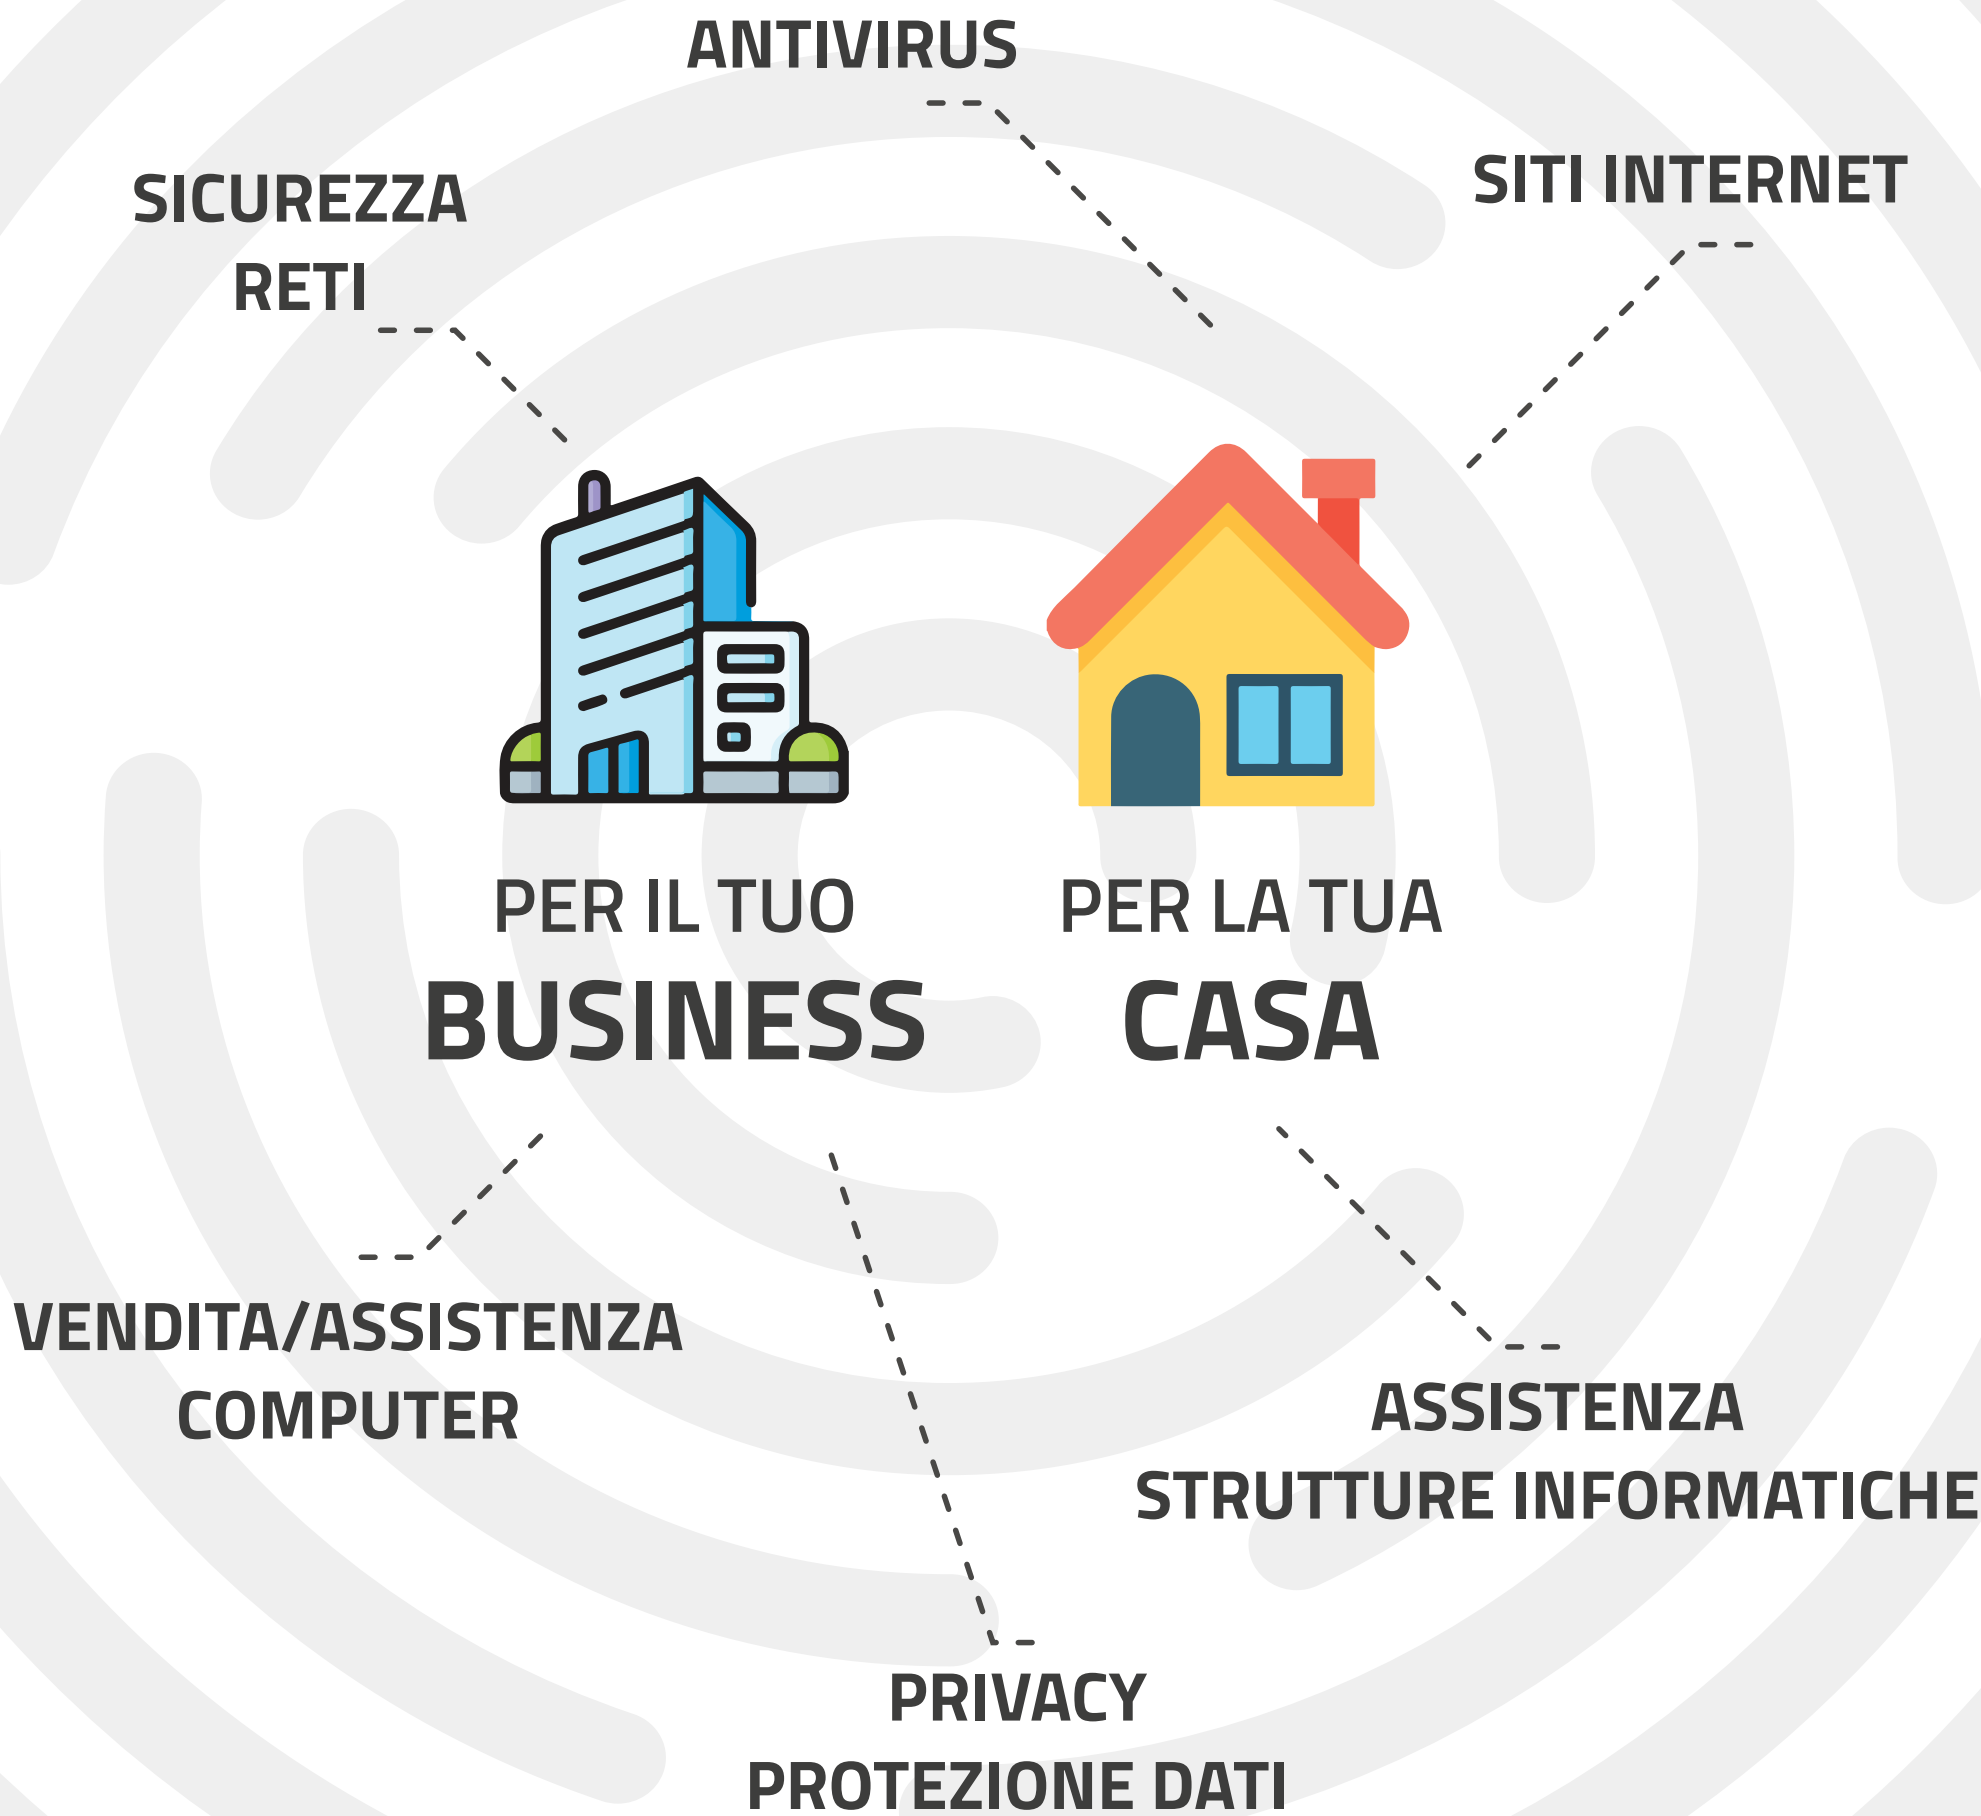 ANTIVIRUS
SITI INTERNET
SICUREZZA
RETI
PER IL TUO
BUSINESS
PER LA TUA
CASA
VENDITA/ASSISTENZA
COMPUTER
ASSISTENZA
STRUTTURE INFORMATICHE
PRIVACY
PROTEZIONE DATI